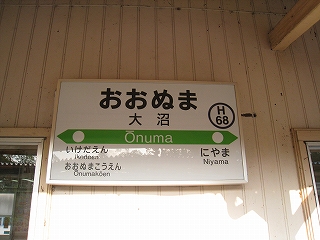 おおぬま
大沼
H
68
Ōnuma
いけだえん
Ikedaen
おおぬまこうえん
Ōnumakōen
にやま
Niyama